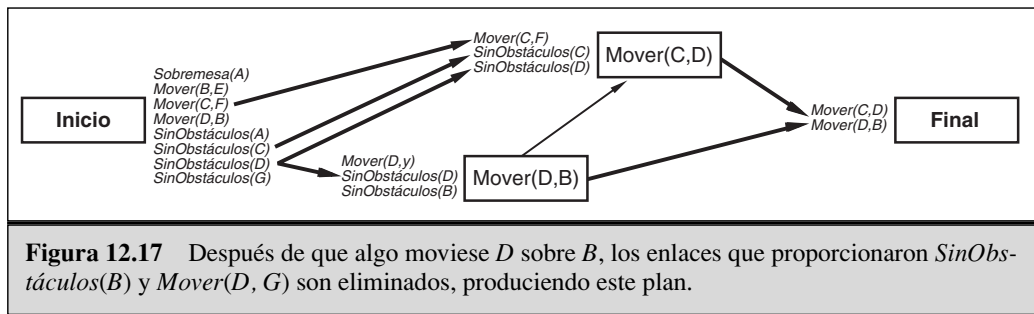 Inicio
Sobremesa(A)
Mover(B,E)
Mover(C,F)
Mover(D,B)
SinObstáculos(A)
SinObstáculos(C)
SinObstáculos(D)
SinObstáculos(G)
Mover(C,F)
SinObstáculos(C)
SinObstáculos(D)
Mover(C,D)
Mover(D,y)
SinObstáculos(D)
SinObstáculos(B)
Mover(D,B)
Mover(C,D)
Mover(D,B)
Final
Figura 12.17 Después de que algo moviese D sobre B, los enlaces que proporcionaron SinObs-
táculos(B) y Mover(D, G) son eliminados, produciendo este plan.